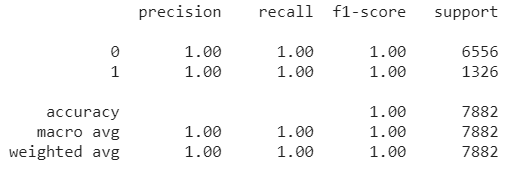 precision recall f1-score support
0 1.00 1.00 1.00 6556
1 1.00 1.00 1.00 1326
accuracy 1.00 7882
macro avg 1.00 1.00 1.00 7882
weighted avg 1.00 1.00 1.00 7882